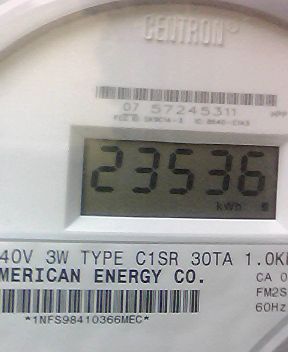 CENTRON®
07 57245311
23536
kWh
40V 3W TYPE C1SR 30TA 1.0K
MERICAN ENERGY CO.
CA 0
FM2S
60Hz
*1NFS98410366MEC*